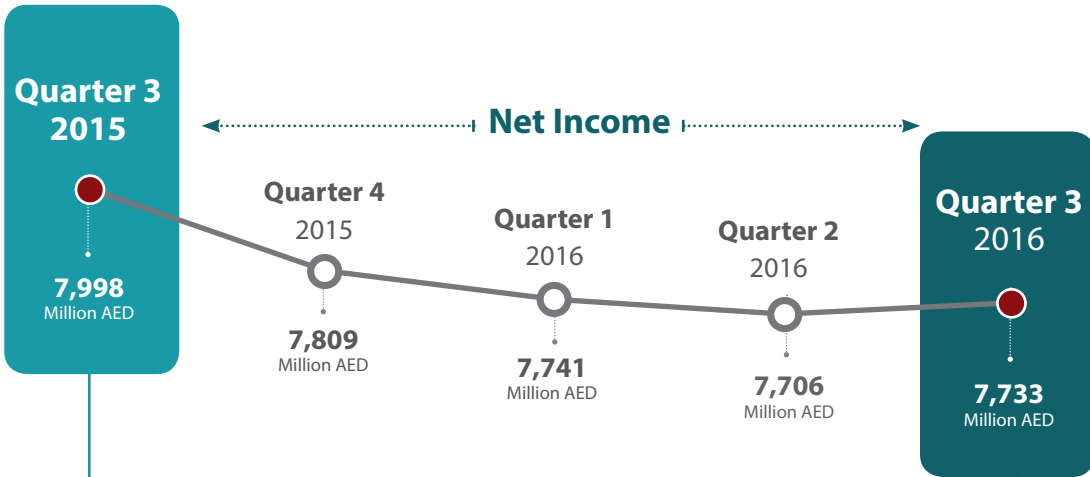 Quarter 3
2015
7,998
Million AED
Net Income
Quarter 4
2015
7,809
Million AED
Quarter 1
2016
7,741
Million AED
Quarter 2
2016
7,706
Million AED
Quarter 3
2016
7,733
Million AED